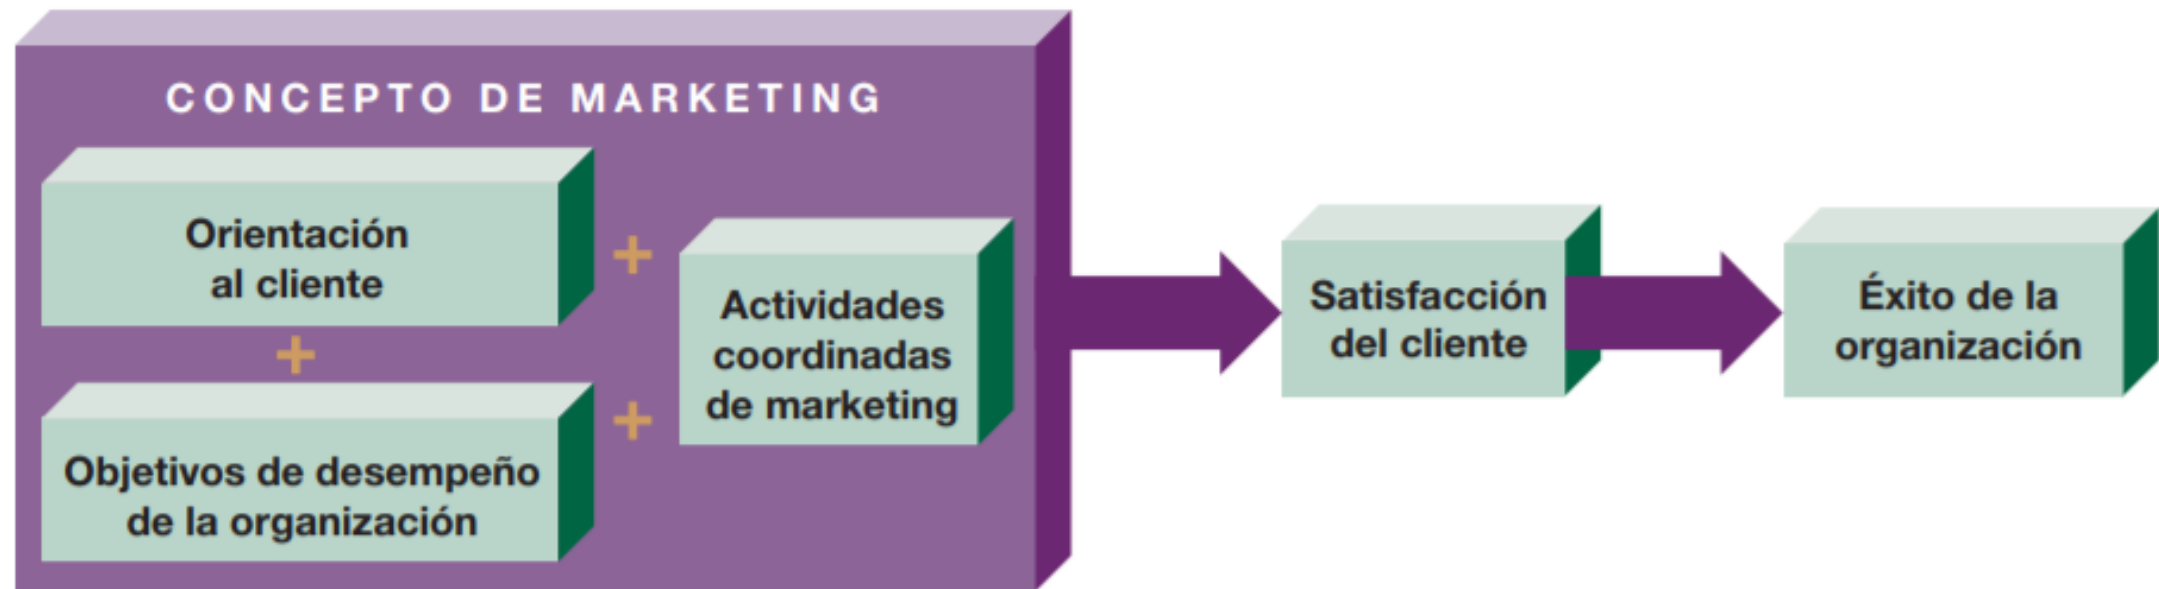 CONCEPTO DE MARKETING
Orientación
al cliente
+
+
Objetivos de desempeño
de la organización
+
Actividades
coordinadas
de marketing
Satisfacción
del cliente
Éxito de la
organización